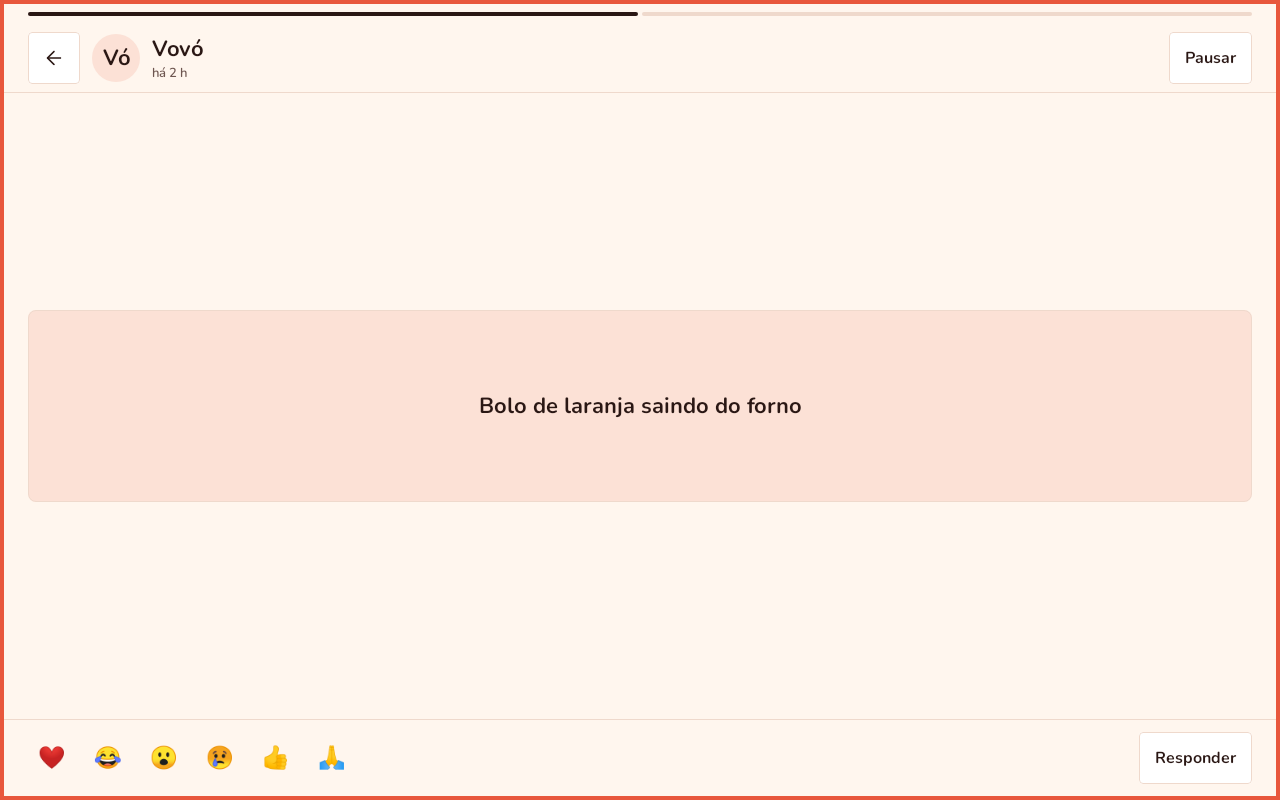 Vó
Vovó
há 2 h
Pausar
Bolo de laranja saindo do forno
Responder